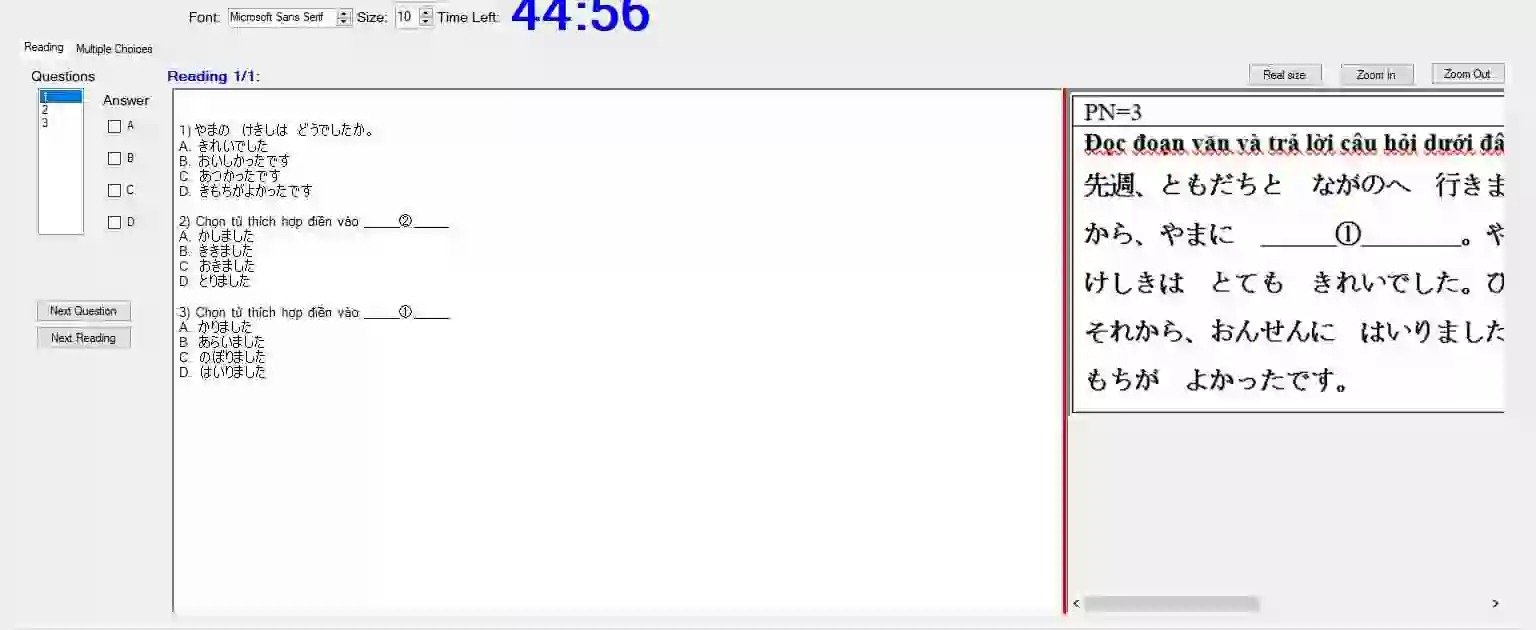 Font: Microsoft Sans Serif Size: 10 Time Left: 44:56
Reading Multiple Choices
Questions
Reading 1/1:
Real size Zoom In Zoom Out
1
2
3
Answer
A
B
C
D
Next Question
Next Reading
1) やまの けきしは どうでしたか。
A. きれいでした
B. おいしかったです
C. あつかったです
D. きもちがよかったです
2) Chọn từ thích hợp điền vào _____②_____
A. かしました
B. ききました
C おきました
D とりました
3) Chọn từ thích hợp điền vào _____①_____
A. かりました
B あらいました
C. のぼりました
D. はいりました
PN=3
Đọc đoạn văn và trả lời câu hỏi dưới đâ
先週、ともだちと ながのへ 行きま
から、やまに ______①______。や
けしきは とても きれいでした。ひ
それから、おんせんに はいりました
もちが よかったです。